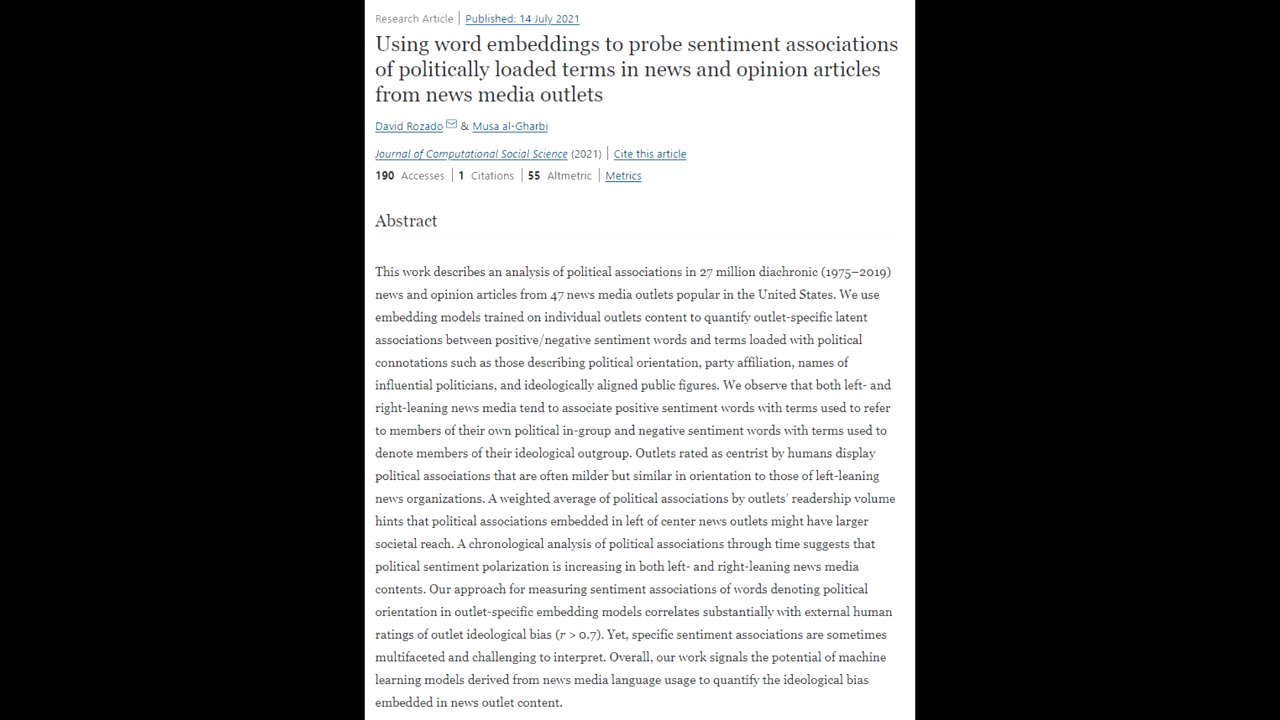 Research Article | Published: 14 July 2021
Using word embeddings to probe sentiment associations
of politically loaded terms in news and opinion articles
from news media outlets
David Rozado & Musa al-Gharbi
Journal of Computational Social Science (2021) | Cite this article
190 Accesses | 1 Citations | 55 Altmetric | Metrics
Abstract
This work describes an analysis of political associations in 27 million diachronic (1975–2019)
news and opinion articles from 47 news media outlets popular in the United States. We use
embedding models trained on individual outlets content to quantify outlet-specific latent
associations between positive/negative sentiment words and terms loaded with political
connotations such as those describing political orientation, party affiliation, names of
influential politicians, and ideologically aligned public figures. We observe that both left- and
right-leaning news media tend to associate positive sentiment words with terms used to refer
to members of their own political in-group and negative sentiment words with terms used to
denote members of their ideological outgroup. Outlets rated as centrist by humans display
political associations that are often milder but similar in orientation to those of left-leaning
news organizations. A weighted average of political associations by outlets' readership volume
hints that political associations embedded in left of center news outlets might have larger
societal reach. A chronological analysis of political associations through time suggests that
political sentiment polarization is increasing in both left- and right-leaning news media
contents. Our approach for measuring sentiment associations of words denoting political
orientation in outlet-specific embedding models correlates substantially with external human
ratings of outlet ideological bias (r > 0.7). Yet, specific sentiment associations are sometimes
multifaceted and challenging to interpret. Overall, our work signals the potential of machine
learning models derived from news media language usage to quantify the ideological bias
embedded in news outlet content.